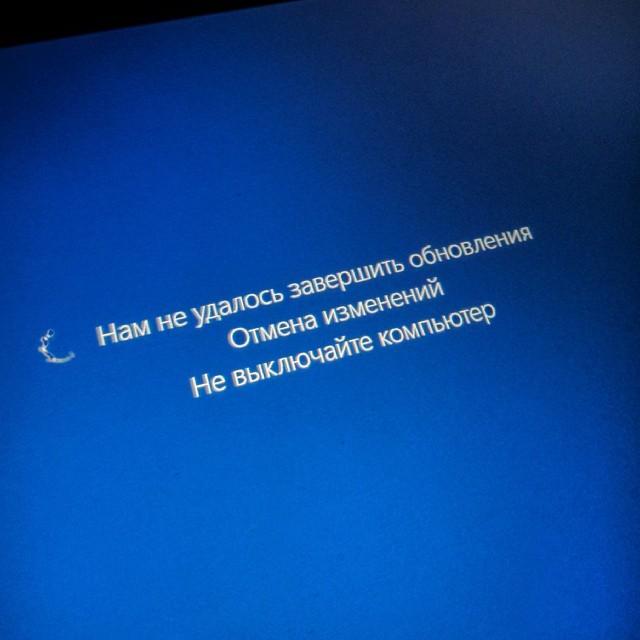 Нам не удалось завершить обновления
Отмена изменений
Не выключайте компьютер